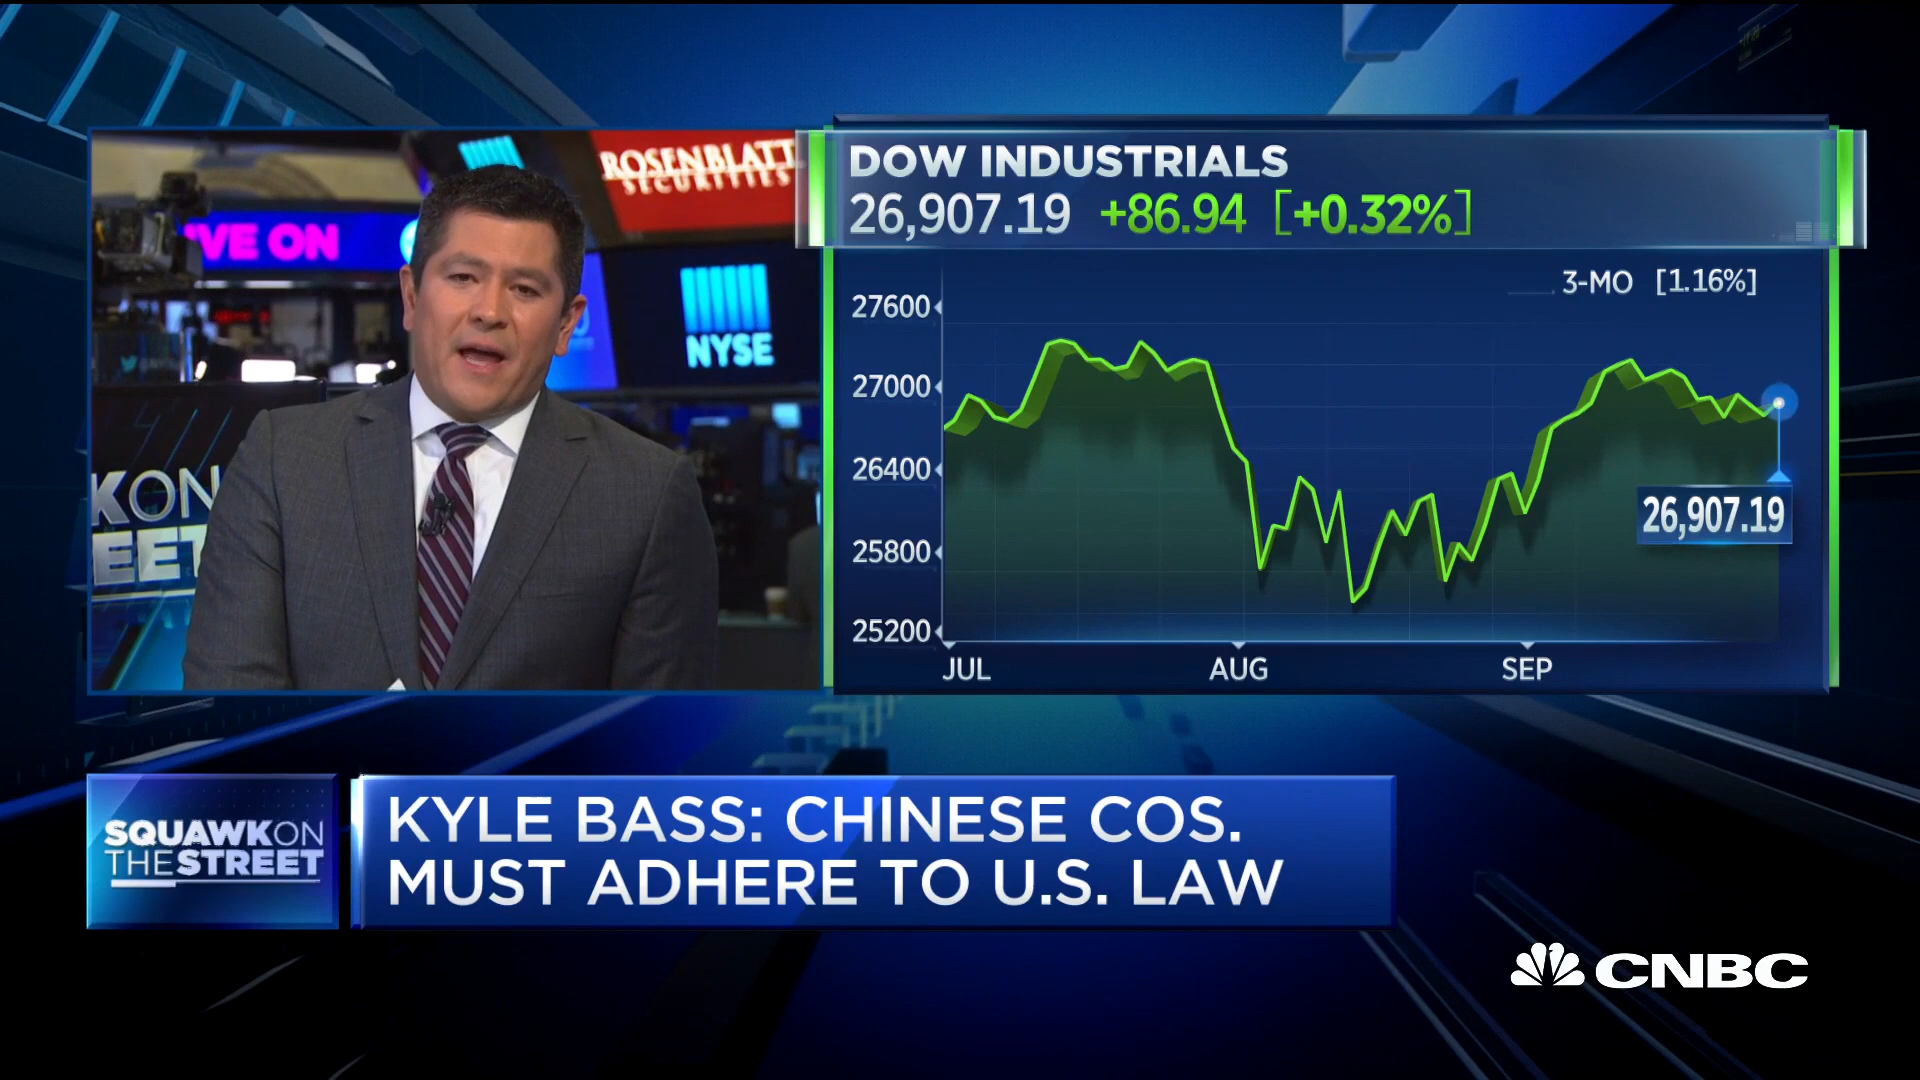 ROSENBLATT
SECURITIES
VE ON
NYSE
KON
EET
DOW INDUSTRIALS
26,907.19 +86.94 [+0.32%]
3-MO [1.16%]
27600
27000
26400
25800
25200
26,907.19
JUL AUG SEP
SQUAWK ON
THE STREET
KYLE BASS: CHINESE COS.
MUST ADHERE TO U.S. LAW
CNBC